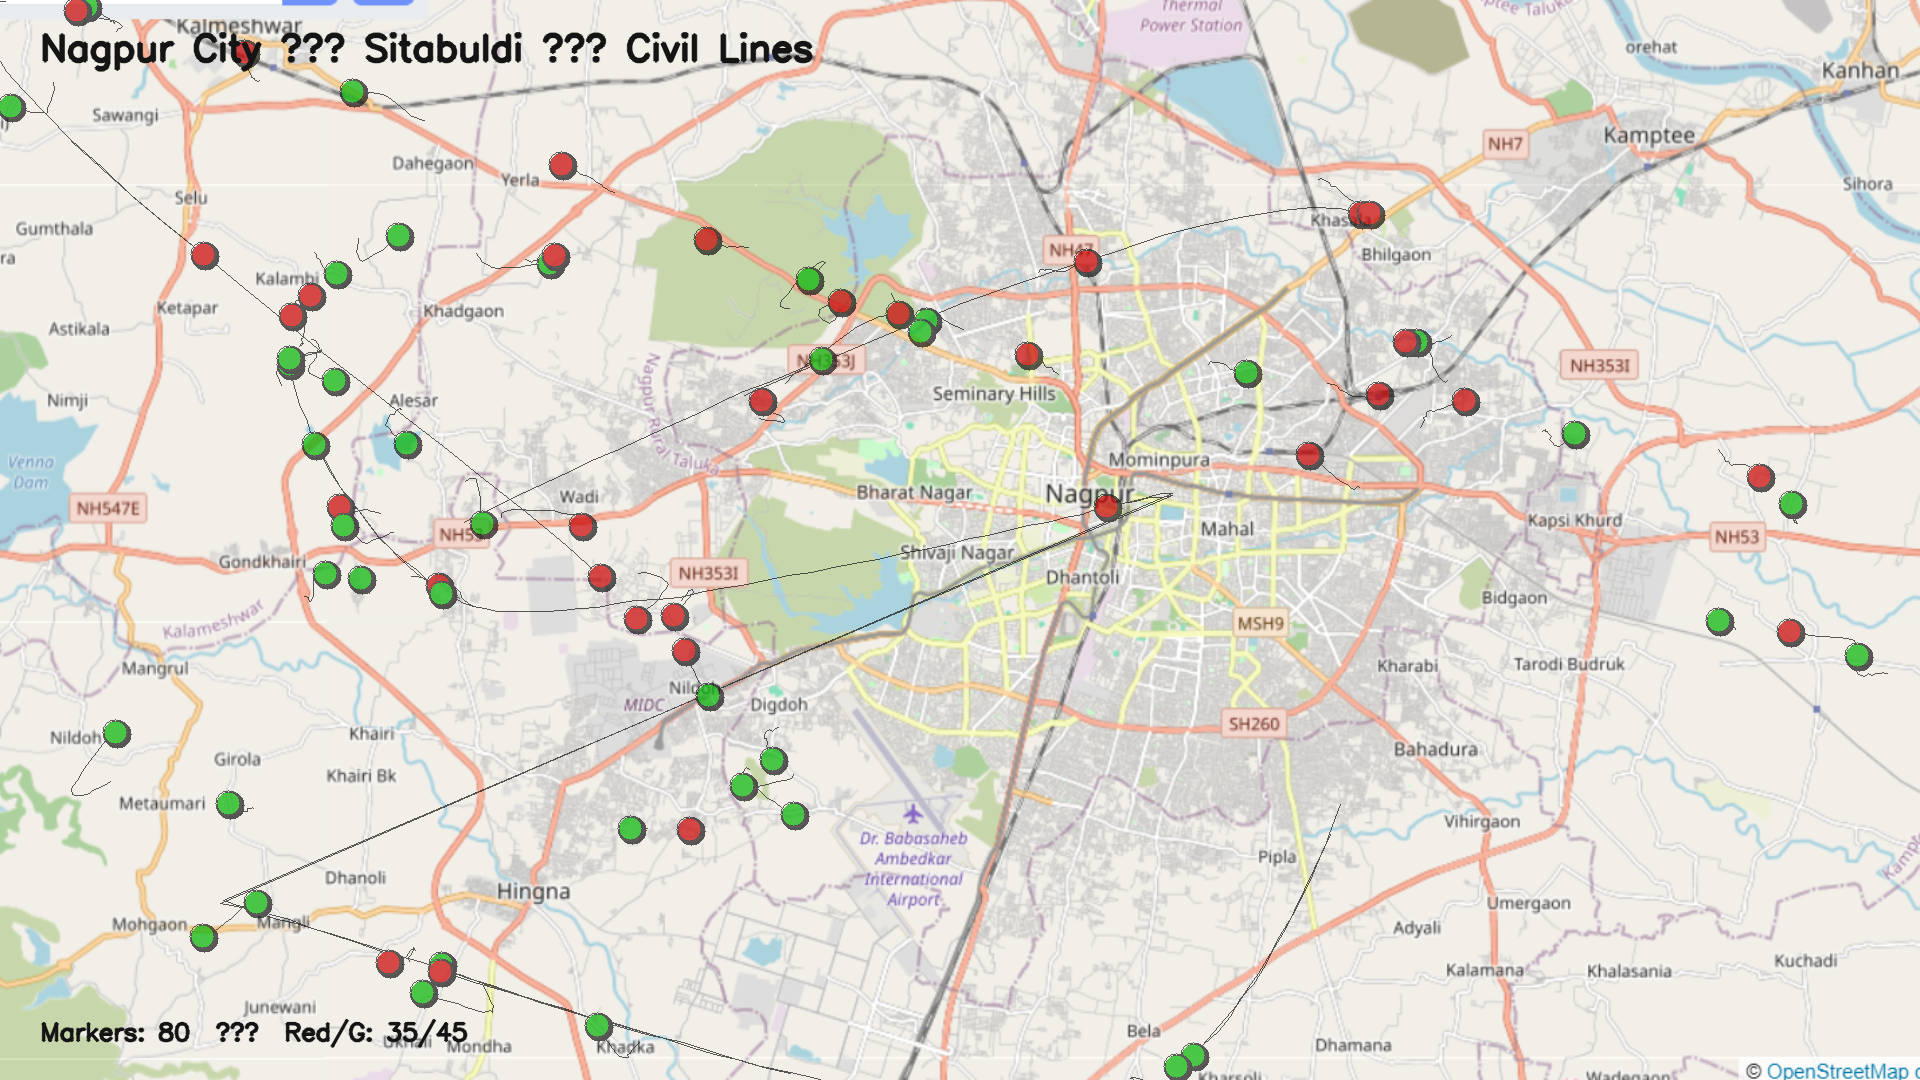 Thermal
Power Station
ptee Taluka
orehat
Kalmeshwar
Nagpur City ??? Sitabuldi ??? Civil Lines
Kanhan
Sawangi
NH7
Kamptee
Dahegaon
Yerla
Sihora
Selu
Gumthala
Khasala
NH47
Bhilgaon
ra
Kalambi
Ketapar
Khadgaon
Astikala
NH353J
NH353I
Seminary Hills
Nimji
Alesar
Nagpur Rural Taluka
Mominpura
Venna
Dam
Bharat Nagar
Nagpur
Wadi
NH547E
Mahal
Kapsi Khurd
NH53
NH53
Gondkhairi
Shivaji Nagar
NH353I
Dhantoli
Bidgaon
Kalameshwar
MSH9
Mangrul
Kharabi
Tarodi Budruk
Nildoh
MIDC
Digdoh
SH260
Nildoh
Khairi
Bahadura
Girola
Khairi Bk
Metaumari
Vihirgaon
Dr. Babasaheb
Ambedkar
International
Airport
Pipla
Dhanoli
Hingna
Umergaon
Mohgaon
Mangli
Adyali
Kuchadi
Kalamana
Khalasania
Junewani
Markers: 80 ??? Red/G: 35/45
Bela
Mondha
Khadka
Dhamana
Kharsoli
Wadegaon
© OpenStreetMap c